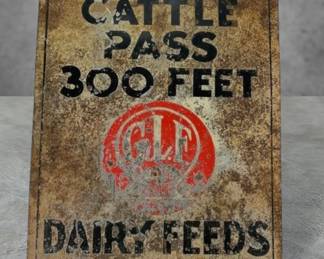 CATTLE
PASS
300 FEET
GLF
DAIRY FEEDS